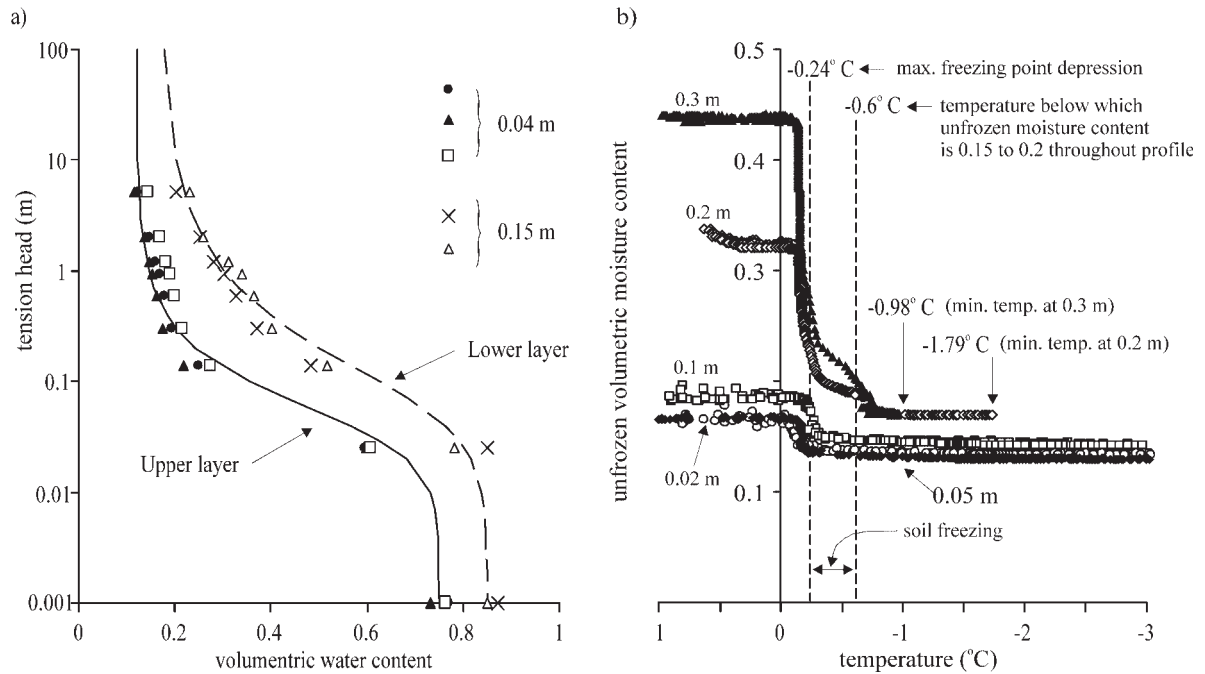 a)
100
10
1
0.1
0.01
0.001
tension head (m)
0
0.2
0.4
0.6
0.8
1
volumentric water content
0.04 m
0.15 m
Lower layer
Upper layer
b)
0.5
0.4
0.3
0.2
0.1
unfrozen volumetric moisture content
-0.24° C
max. freezing point depression
-0.6° C
temperature below which
unfrozen moisture content
is 0.15 to 0.2 throughout profile
0.3 m
0.2 m
-0.98° C (min. temp. at 0.3 m)
-1.79° C (min. temp. at 0.2 m)
0.1 m
0.02 m
0.05 m
soil freezing
1
0
-1
-2
-3
temperature (°C)